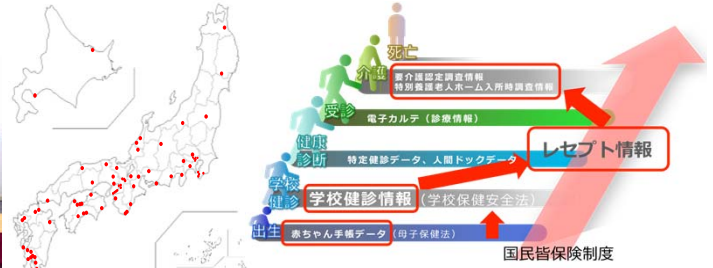 死亡
介護
要介護認定調査情報
特別養護老人ホーム入所時調査情報
受診
電子カルテ（診療情報）
健康
診断
特定健診データ、人間ドックデータ
レセプト情報
学校
健診
学校健診情報（学校保健安全法）
出生
赤ちゃん手帳データ（母子保健法）
国民皆保険制度